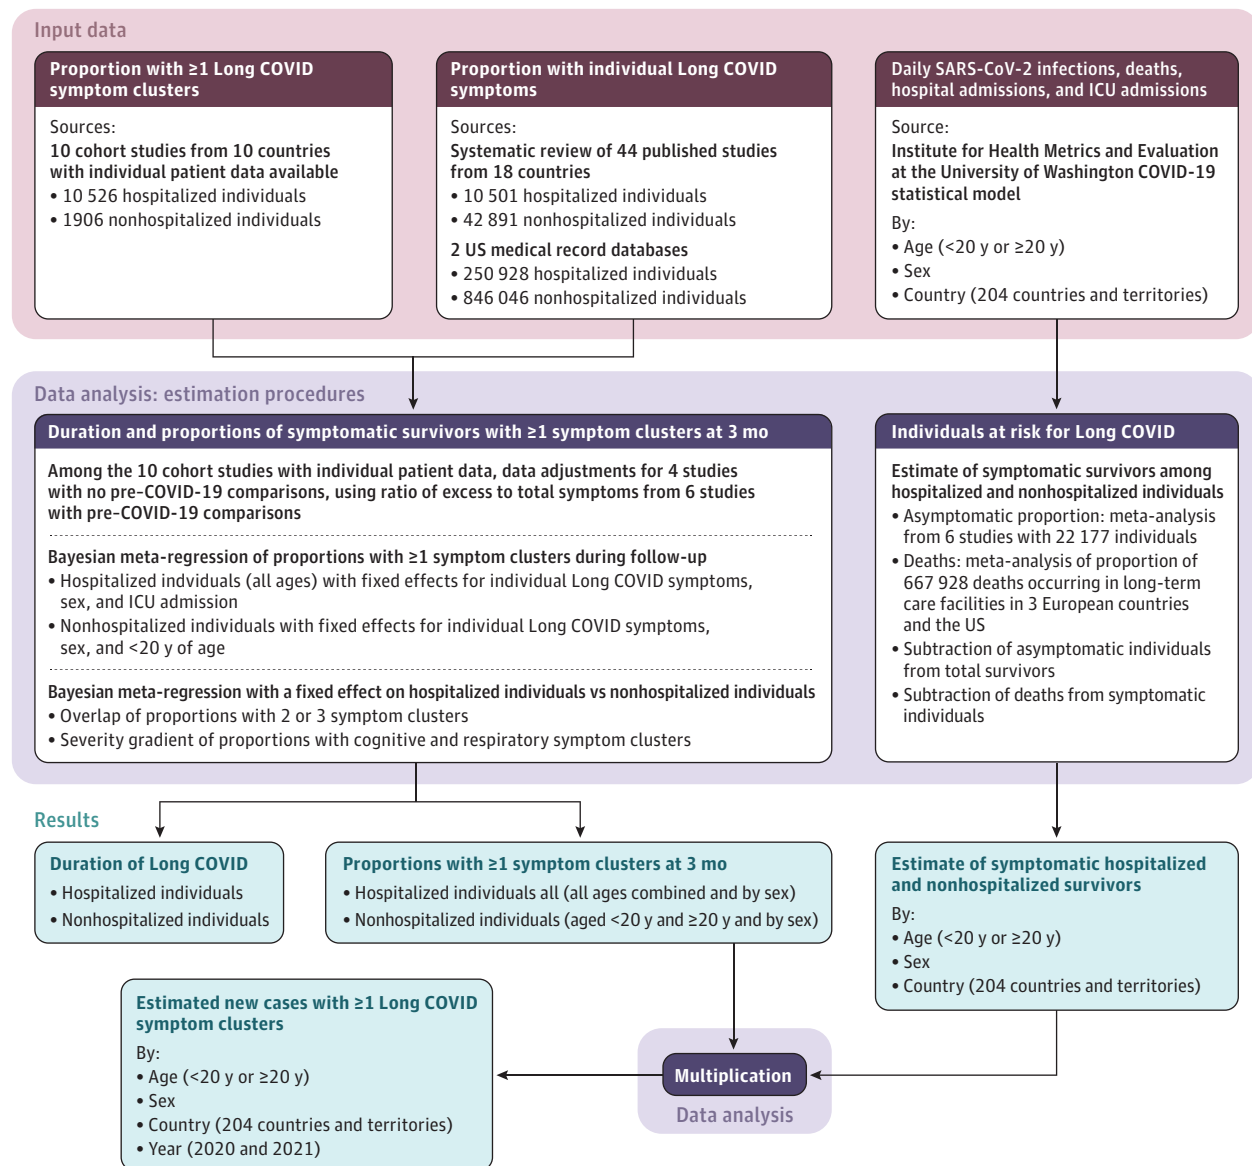 Input data
Proportion with ≥1 Long COVID
symptom clusters
Sources:
10 cohort studies from 10 countries
with individual patient data available
• 10 526 hospitalized individuals
• 1906 nonhospitalized individuals
Proportion with individual Long COVID
symptoms
Sources:
Systematic review of 44 published studies
from 18 countries
• 10 501 hospitalized individuals
• 42 891 nonhospitalized individuals
2 US medical record databases
• 250 928 hospitalized individuals
• 846 046 nonhospitalized individuals
Daily SARS-CoV-2 infections, deaths,
hospital admissions, and ICU admissions
Source:
Institute for Health Metrics and Evaluation
at the University of Washington COVID-19
statistical model
By:
• Age (<20 y or ≥20 y)
• Sex
• Country (204 countries and territories)
Data analysis: estimation procedures
Duration and proportions of symptomatic survivors with ≥1 symptom clusters at 3 mo
Among the 10 cohort studies with individual patient data, data adjustments for 4 studies
with no pre–COVID-19 comparisons, using ratio of excess to total symptoms from 6 studies
with pre–COVID-19 comparisons
Bayesian meta-regression of proportions with ≥1 symptom clusters during follow-up
• Hospitalized indviduals (all ages) with fixed effects for individual Long COVID symptoms,
sex, and ICU admission
• Nonhospitalized individuals with fixed effects for individual Long COVID symptoms,
sex, and <20 y of age
Bayesian meta-regression with a fixed effect on hospitalized individuals vs nonhospitalized individuals
• Overlap of proportions with 2 or 3 symptom clusters
• Severity gradient of proportions with cognitive and respiratory symptom clusters
Individuals at risk for Long COVID
Estimate of symptomatic survivors among
hospitalized and nonhospitalized individuals
• Asymptomatic proportion: meta-analysis
from 6 studies with 22 177 individuals
• Deaths: meta-analysis of proportion of
667 928 deaths occurring in long-term
care facilities in 3 European countries
and the US
• Subtraction of asymptomatic individuals
from total survivors
• Subtraction of deaths from symptomatic
individuals
Results
Duration of Long COVID
• Hospitalized individuals
• Nonhospitalized individuals
Proportions with ≥1 symptom clusters at 3 mo
• Hospitalized individuals all (all ages combined and by sex)
• Nonhospitalized individuals (aged <20 y and ≥20 y and by sex)
Estimate of symptomatic hospitalized
and nonhospitalized survivors
By:
• Age (<20 y or ≥20 y)
• Sex
• Country (204 countries and territories)
Estimated new cases with ≥1 Long COVID
symptom clusters
By:
• Age (<20 y or ≥20 y)
• Sex
• Country (204 countries and territories)
• Year (2020 and 2021)
Multiplication
Data analysis